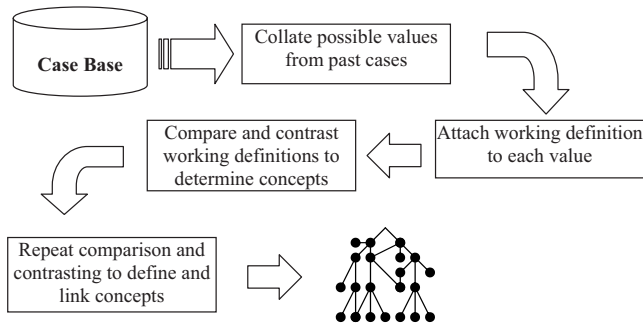 Case Base
Collate possible values
from past cases
Attach working definition
to each value
Compare and contrast
working definitions to
determine concepts
Repeat comparison and
contrasting to define and
link concepts